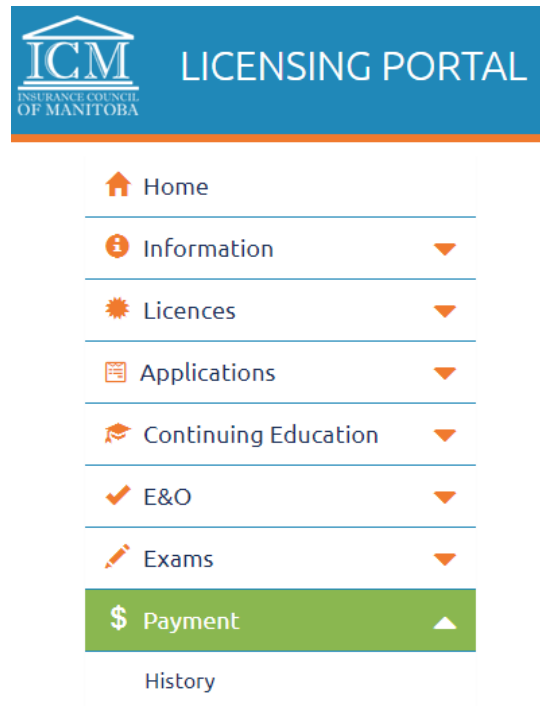 ICM
INSURANCE COUNCIL
OF MANITOBA
LICENSING PORTAL
Home
Information
Licences
Applications
Continuing Education
E&O
Exams
$ Payment
History